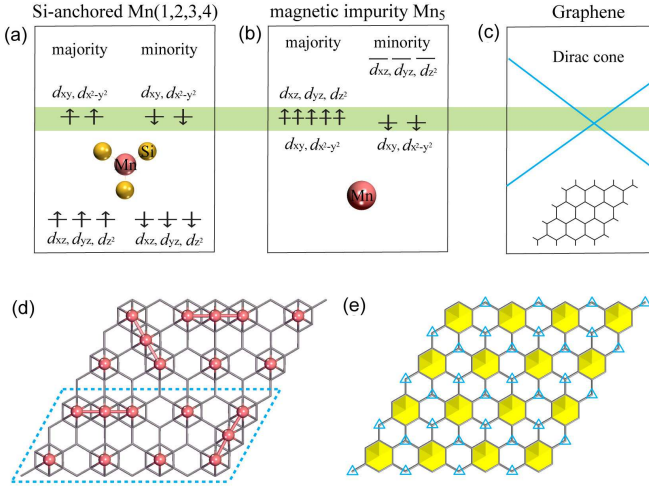 Si-anchored Mn(1,2,3,4)
magnetic impurity Mn₅
Graphene
(a)
majority
minority
dxy, dx²-y²
dxy, dx²-y²
Si
Mn
dxz, dyz, dz²
dxz, dyz, dz²
(b)
majority
minority
dxz, dyz, dz²
dxz, dyz, dz²
dxy, dx²-y²
dxy, dx²-y²
Mn
(c)
Dirac cone
(d)
(e)